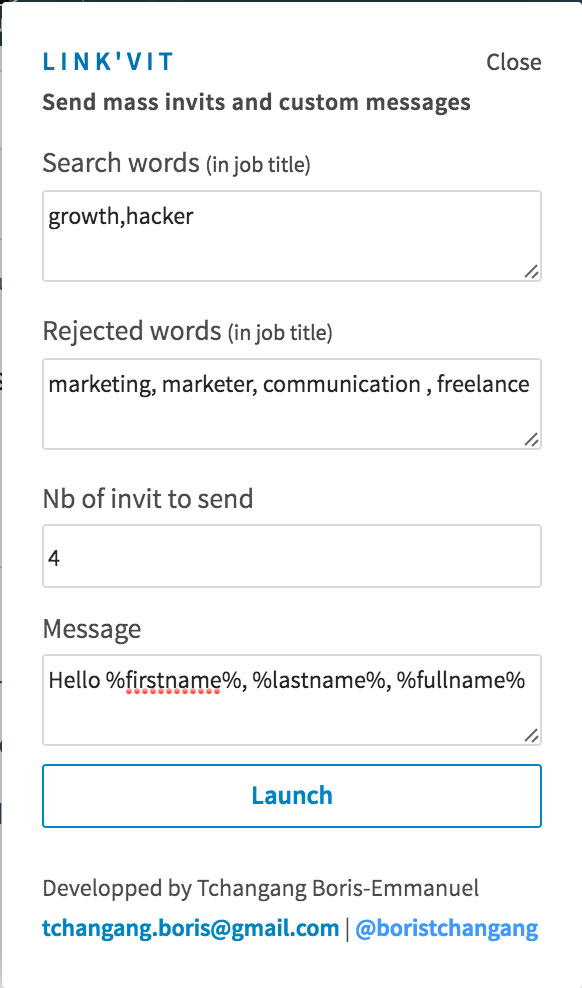 LINK'VIT
Close
Send mass invits and custom messages
Search words (in job title)
growth,hacker
Rejected words (in job title)
marketing, marketer, communication , freelance
Nb of invit to send
4
Message
Hello %firstname%, %lastname%, %fullname%
Launch
Developped by Tchangang Boris-Emmanuel
tchangang.boris@gmail.com | @boristchangang